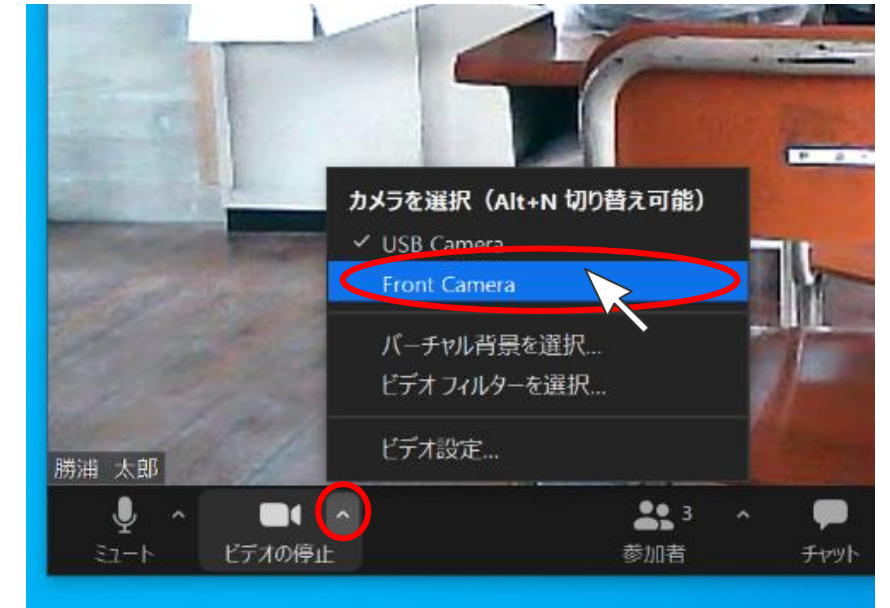 カメラを選択（Alt+N 切り替え可能）
✓ USB Camera
Front Camera
バーチャル背景を選択...
ビデオ フィルターを選択...
ビデオ設定...
勝浦 太郎
ミュート
ビデオの停止
3
参加者
チャット